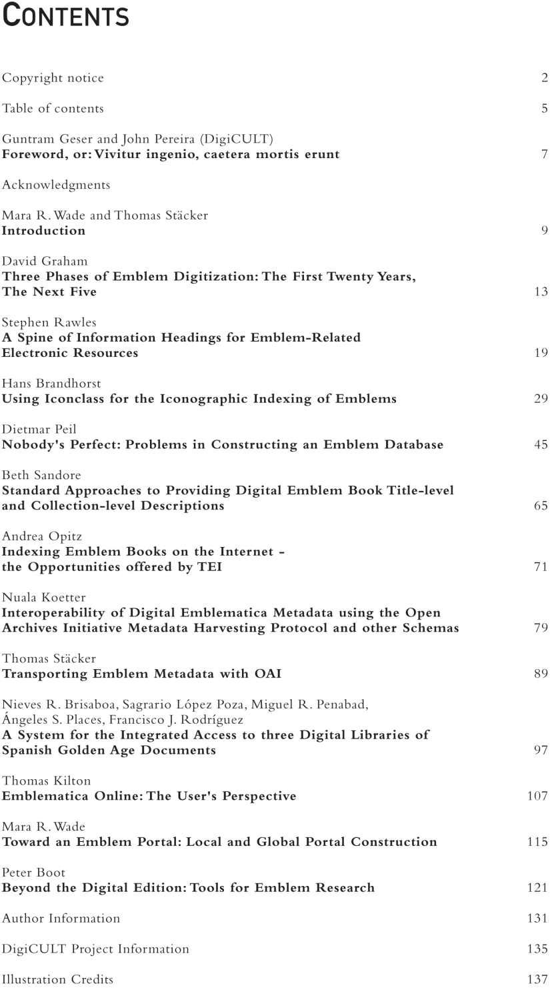 CONTENTS
Copyright notice 2
Table of contents 5
Guntram Geser and John Pereira (DigiCULT)
Foreword, or: Vivitur ingenio, caetera mortis erunt 7
Acknowledgments
Mara R. Wade and Thomas Stäcker
Introduction 9
David Graham
Three Phases of Emblem Digitization: The First Twenty Years,
The Next Five 13
Stephen Rawles
A Spine of Information Headings for Emblem-Related
Electronic Resources 19
Hans Brandhorst
Using Iconclass for the Iconographic Indexing of Emblems 29
Dietmar Peil
Nobody's Perfect: Problems in Constructing an Emblem Database 45
Beth Sandore
Standard Approaches to Providing Digital Emblem Book Title-level
and Collection-level Descriptions 65
Andrea Opitz
Indexing Emblem Books on the Internet -
the Opportunities offered by TEI 71
Nuala Koetter
Interoperability of Digital Emblematica Metadata using the Open
Archives Initiative Metadata Harvesting Protocol and other Schemas 79
Thomas Stäcker
Transporting Emblem Metadata with OAI 89
Nieves R. Brisaboa, Sagrario López Poza, Miguel R. Penabad,
Ángeles S. Places, Francisco J. Rodríguez
A System for the Integrated Access to three Digital Libraries of
Spanish Golden Age Documents 97
Thomas Kilton
Emblematica Online: The User's Perspective 107
Mara R. Wade
Toward an Emblem Portal: Local and Global Portal Construction 115
Peter Boot
Beyond the Digital Edition: Tools for Emblem Research 121
Author Information 131
DigiCULT Project Information 135
Illustration Credits 137